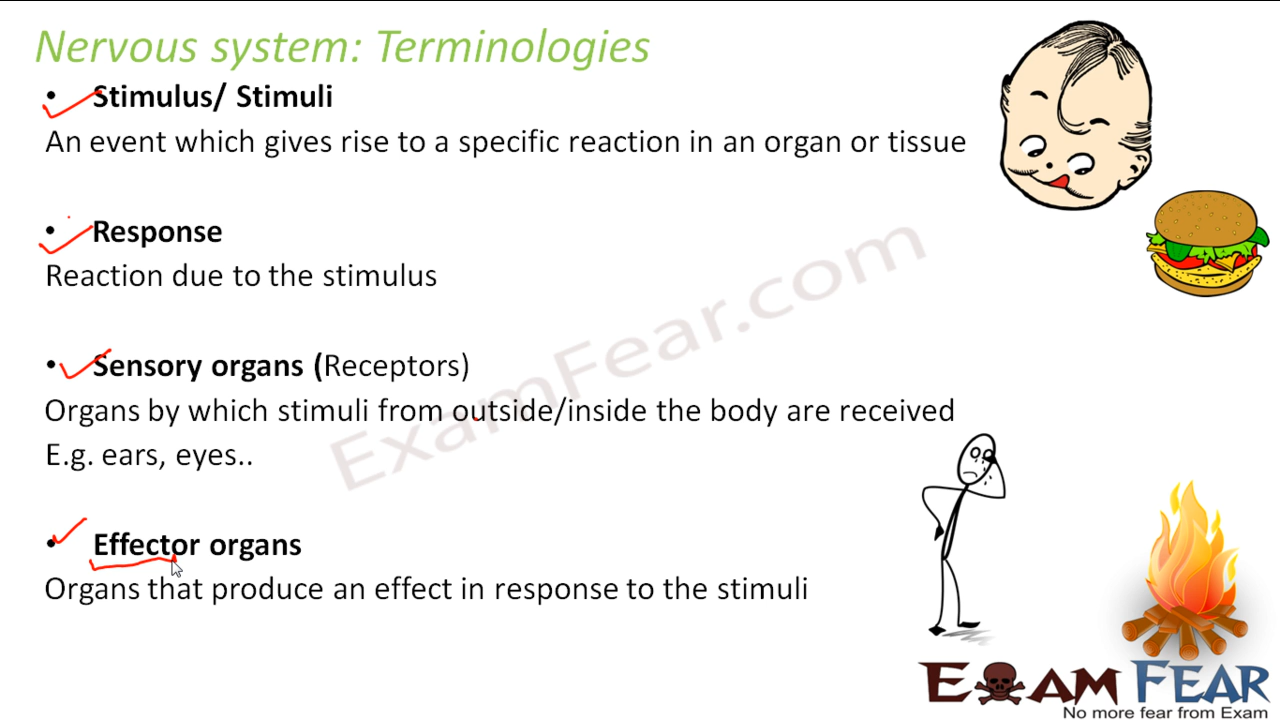 Nervous system: Terminologies
• Stimulus/ Stimuli
An event which gives rise to a specific reaction in an organ or tissue
• Response
Reaction due to the stimulus
• Sensory organs (Receptors)
Organs by which stimuli from outside/inside the body are received
E.g. ears, eyes..
• Effector organs
Organs that produce an effect in response to the stimuli
ExamFear.com
EXAM FEAR
No more fear from Exam